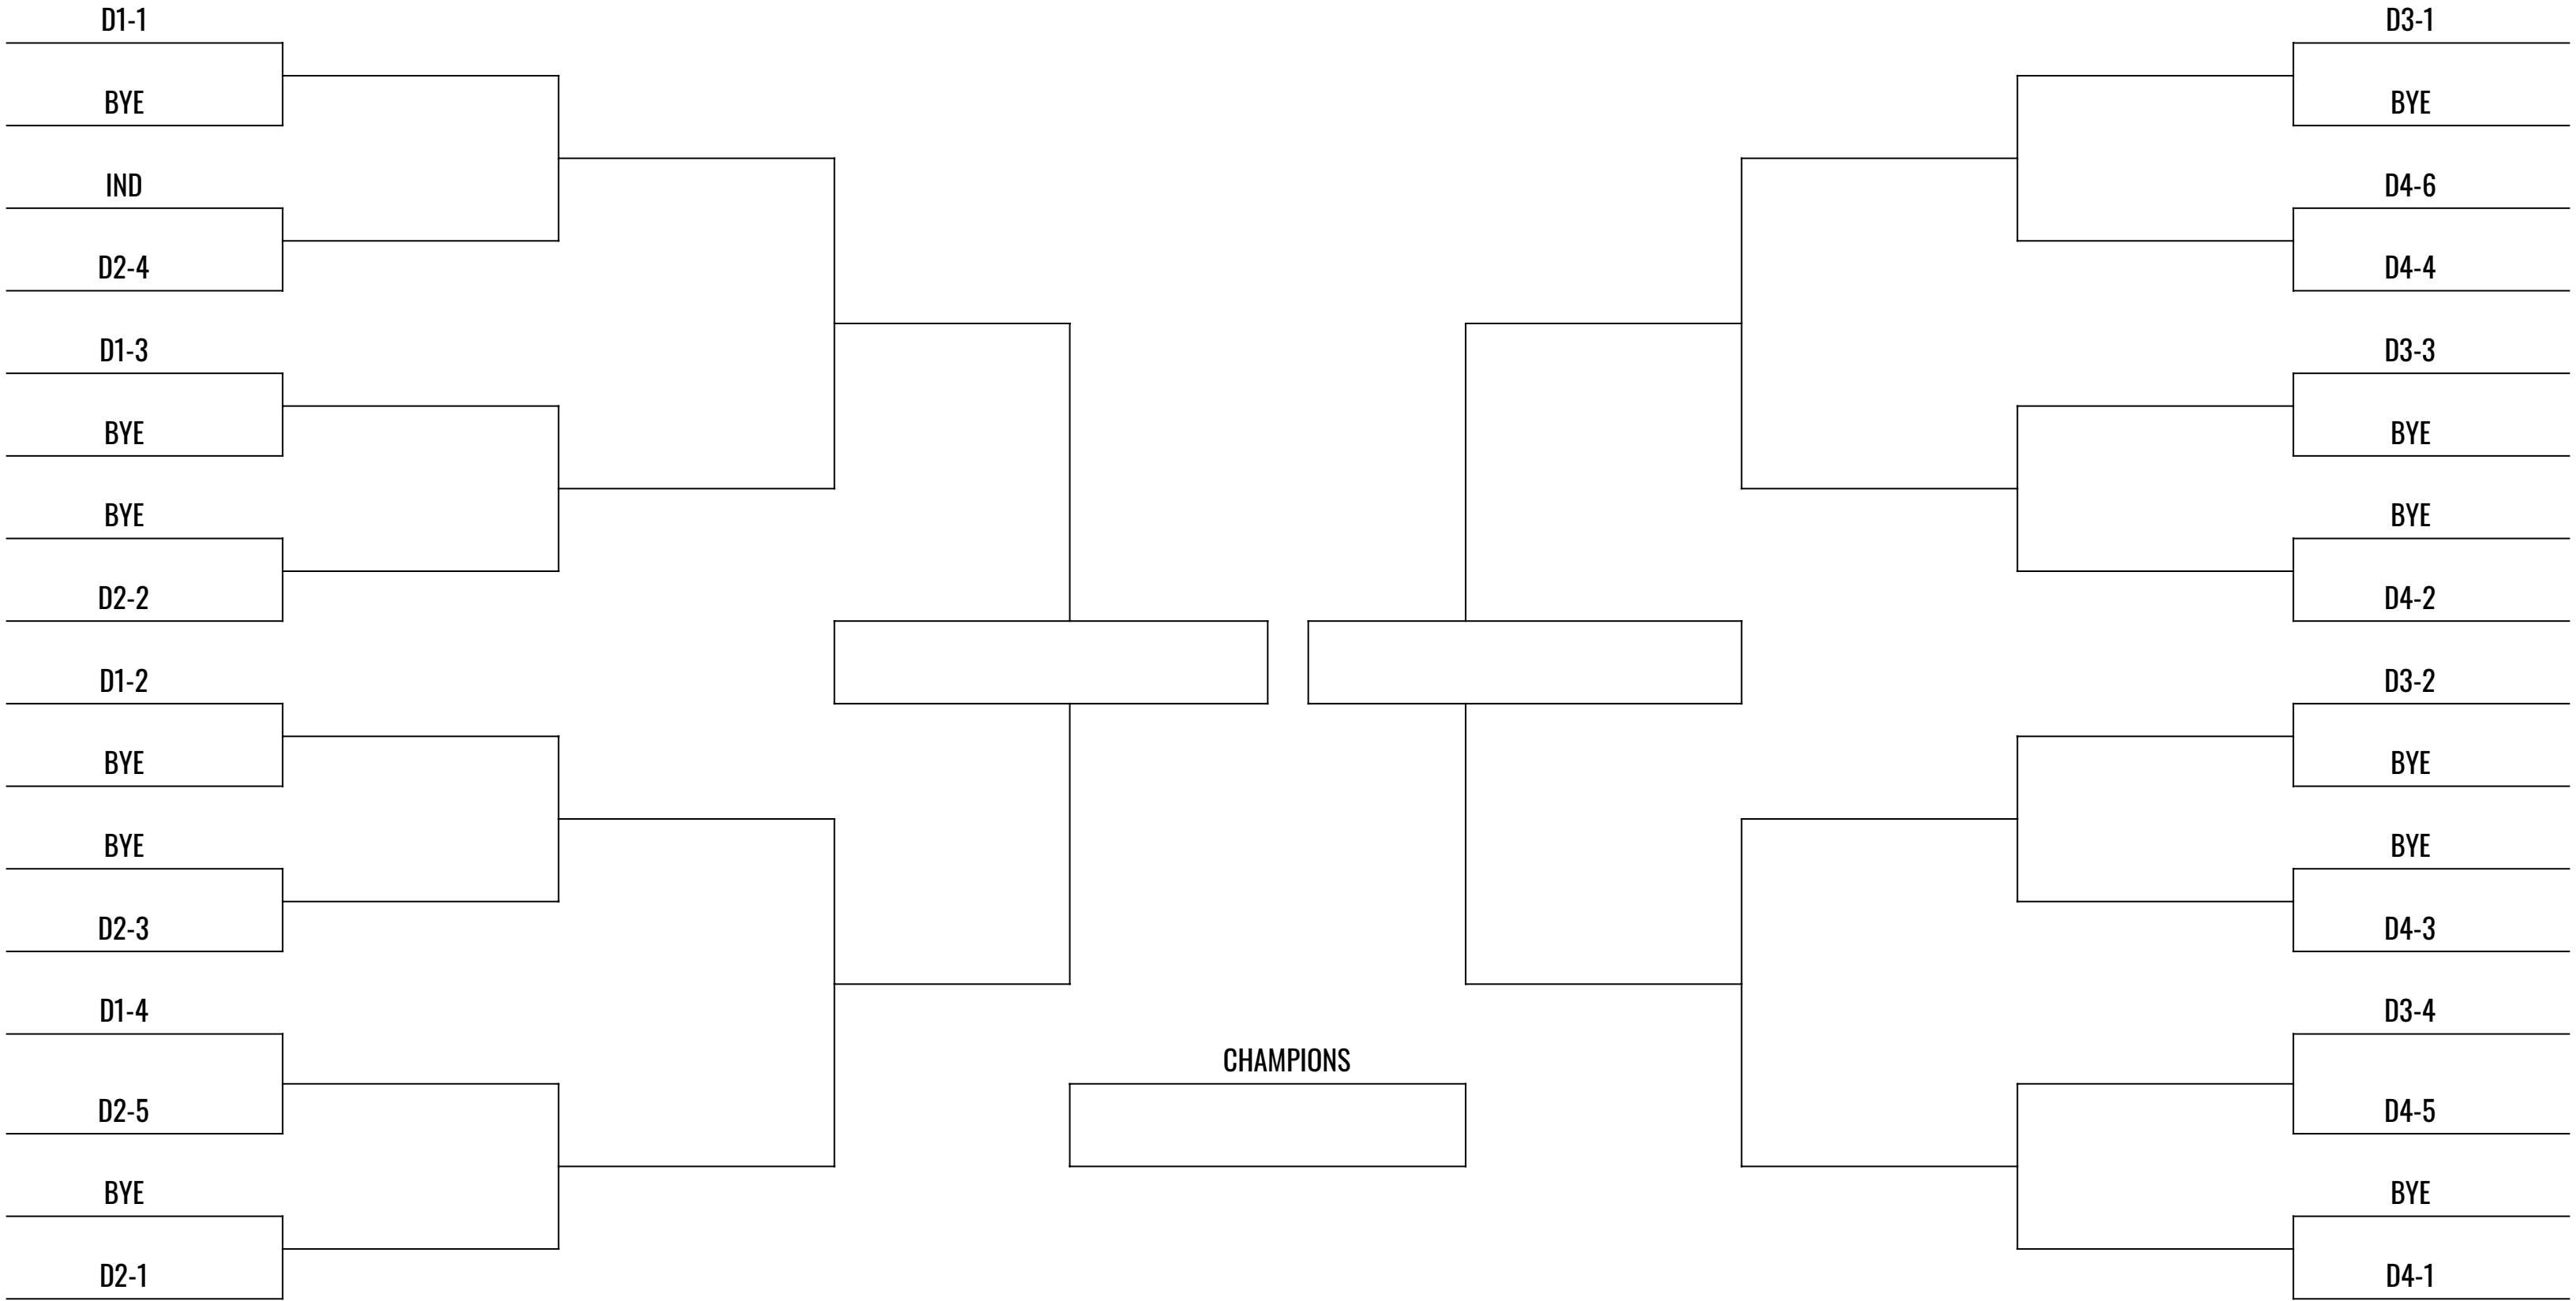 D1-1
BYE
IND
D2-4
D1-3
BYE
BYE
D2-2
D1-2
BYE
BYE
D2-3
D1-4
D2-5
BYE
D2-1
CHAMPIONS
D3-1
BYE
D4-6
D4-4
D3-3
BYE
BYE
D4-2
D3-2
BYE
BYE
D4-3
D3-4
D4-5
BYE
D4-1